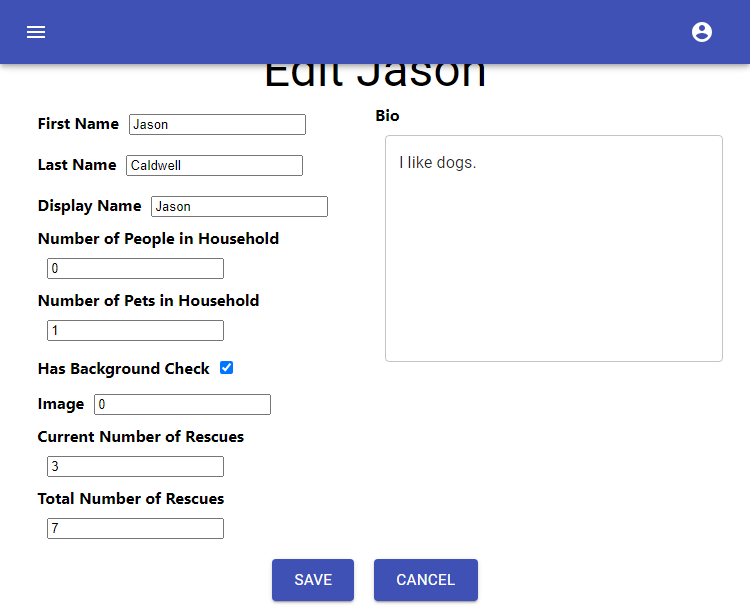 Edit Jason
First Name Jason
Last Name Caldwell
Display Name Jason
Number of People in Household
0
Number of Pets in Household
1
Has Background Check
Image 0
Current Number of Rescues
3
Total Number of Rescues
7
Bio
I like dogs.
SAVE CANCEL